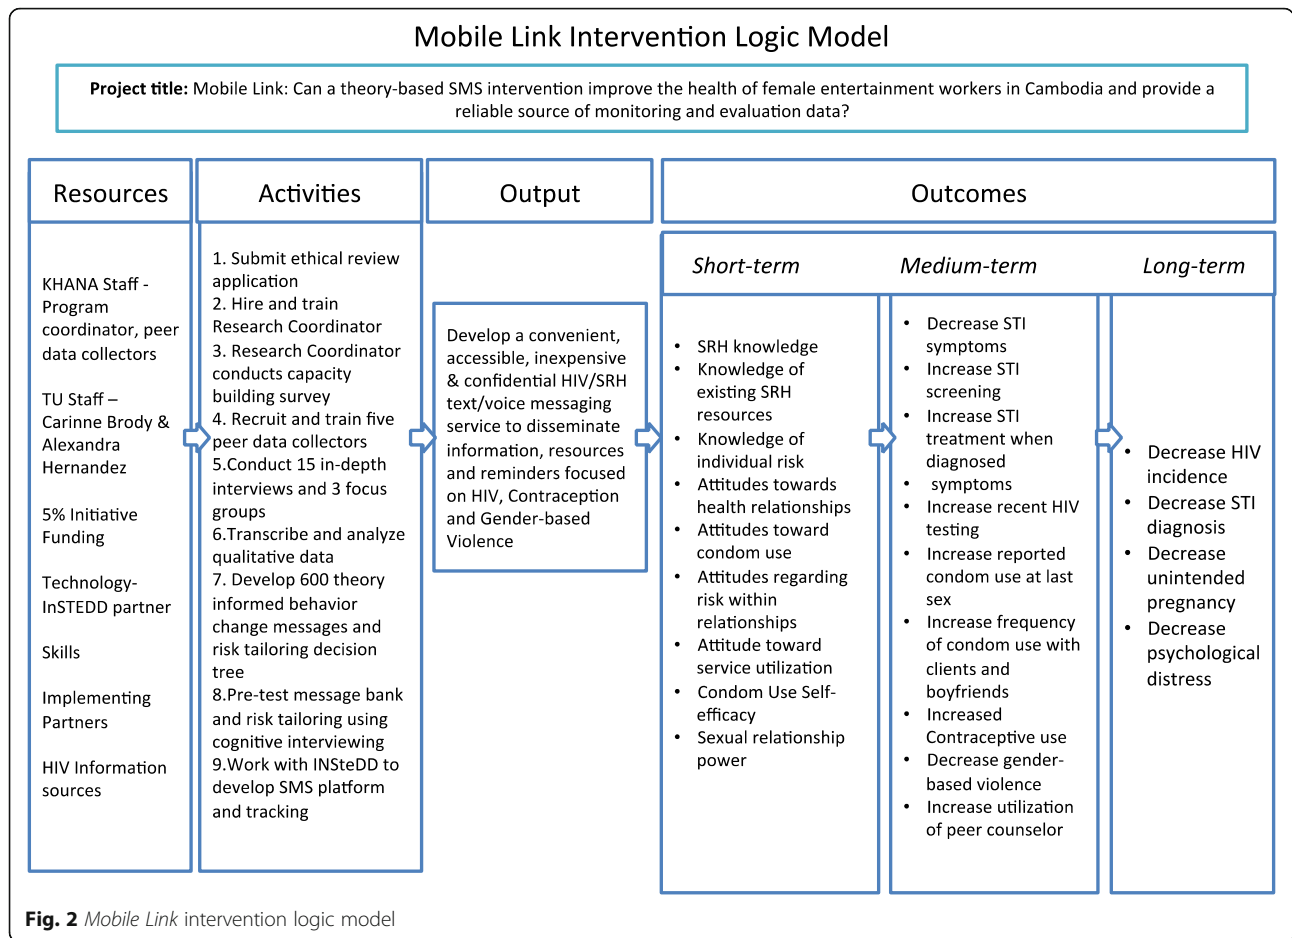 Mobile Link Intervention Logic Model
Project title: Mobile Link: Can a theory-based SMS intervention improve the health of female entertainment workers in Cambodia and provide a
reliable source of monitoring and evaluation data?
Resources
KHANA Staff -
Program
coordinator, peer
data collectors
TU Staff –
Carinne Brody &
Alexandra
Hernandez
5% Initiative
Funding
Technology-
InSTEDD partner
Skills
Implementing
Partners
HIV Information
sources
Activities
1. Submit ethical review
application
2. Hire and train
Research Coordinator
3. Research Coordinator
conducts capacity
building survey
4. Recruit and train five
peer data collectors
5.Conduct 15 in-depth
interviews and 3 focus
groups
6.Transcribe and analyze
qualitative data
7. Develop 600 theory
informed behavior
change messages and
risk tailoring decision
tree
8.Pre-test message bank
and risk tailoring using
cognitive interviewing
9.Work with INSteDD to
develop SMS platform
and tracking
Output
Develop a convenient,
accessible, inexpensive
& confidential HIV/SRH
text/voice messaging
service to disseminate
information, resources
and reminders focused
on HIV, Contraception
and Gender-based
Violence
Outcomes
Short-term
• SRH knowledge
• Knowledge of
existing SRH
resources
• Knowledge of
individual risk
• Attitudes towards
health relationships
• Attitudes toward
condom use
• Attitudes regarding
risk within
relationships
• Attitude toward
service utilization
• Condom Use Self-
efficacy
• Sexual relationship
power
Medium-term
• Decrease STI
symptoms
• Increase STI
screening
• Increase STI
treatment when
diagnosed
• symptoms
• Increase recent HIV
testing
• Increase reported
condom use at last
sex
• Increase frequency
of condom use with
clients and
boyfriends
• Increased
Contraceptive use
• Decrease gender-
based violence
• Increase utilization
of peer counselor
Long-term
• Decrease HIV
incidence
• Decrease STI
diagnosis
• Decrease
unintended
pregnancy
• Decrease
psychological
distress
Fig. 2 Mobile Link intervention logic model